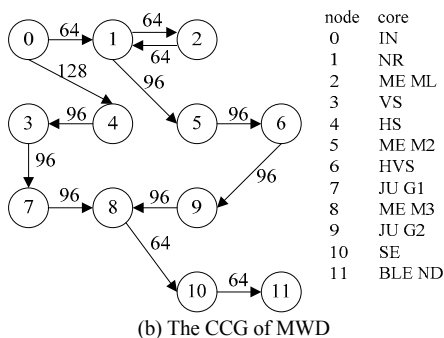 64
64
64
128
96
0
1
2
96
96
3
4
5
6
96
96
96
96
7
8
9
64
64
10
11
node core
0 IN
1 NR
2 ME ML
3 VS
4 HS
5 ME M2
6 HVS
7 JU G1
8 ME M3
9 JU G2
10 SE
11 BLE ND
(b) The CCG of MWD